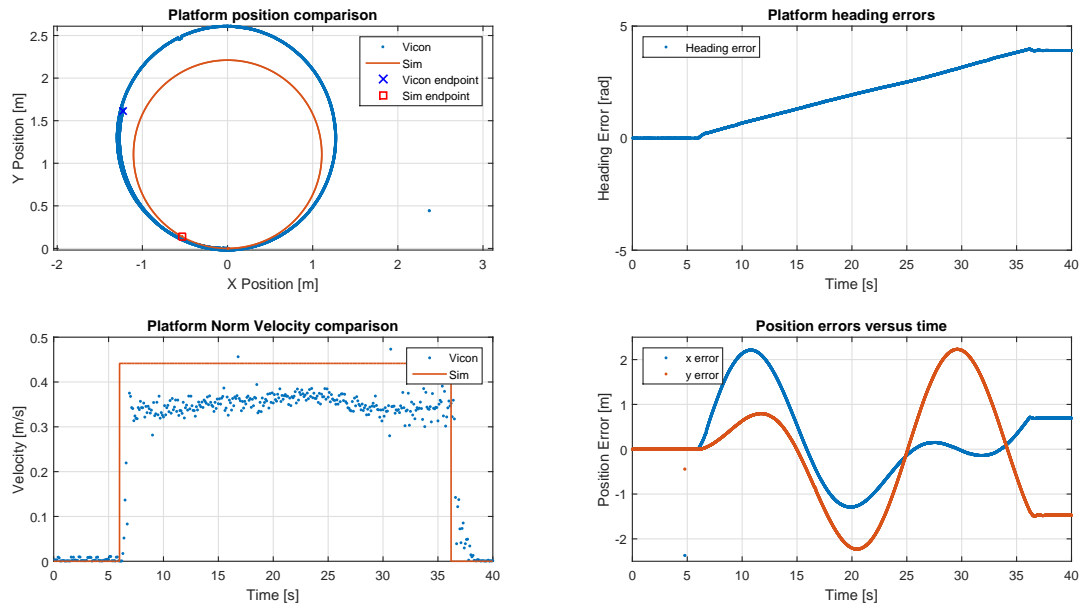 Platform position comparison
2.5
2
1.5
1
0.5
0
-2
-1
0
1
2
3
Y Position [m]
X Position [m]
Vicon
Sim
Vicon endpoint
Sim endpoint
Platform heading errors
5
0
-5
0
5
10
15
20
25
30
35
40
Heading Error [rad]
Time [s]
Heading error
Platform Norm Velocity comparison
0.5
0.4
0.3
0.2
0.1
0
0
5
10
15
20
25
30
35
40
Velocity [m/s]
Time [s]
Vicon
Sim
Position errors versus time
2
1
0
-1
-2
0
5
10
15
20
25
30
35
40
Position Error [m]
Time [s]
x error
y error